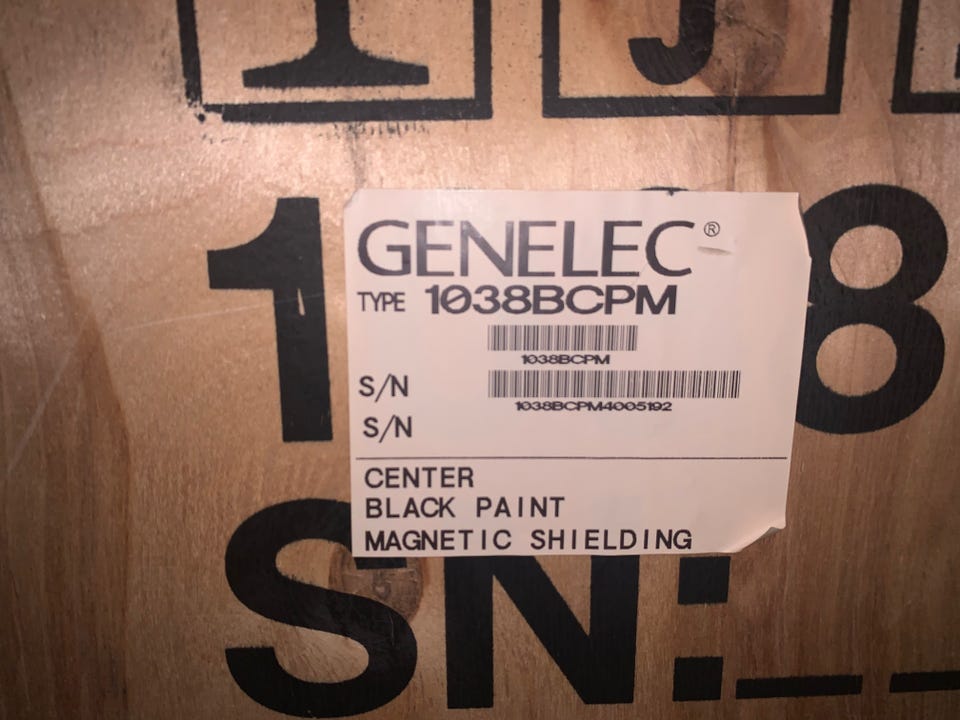 GENELEC®
TYPE 1038BCPM
1038BCPM
S/N
1038BCPM4005192
S/N
CENTER
BLACK PAINT
MAGNETIC SHIELDING
SN: